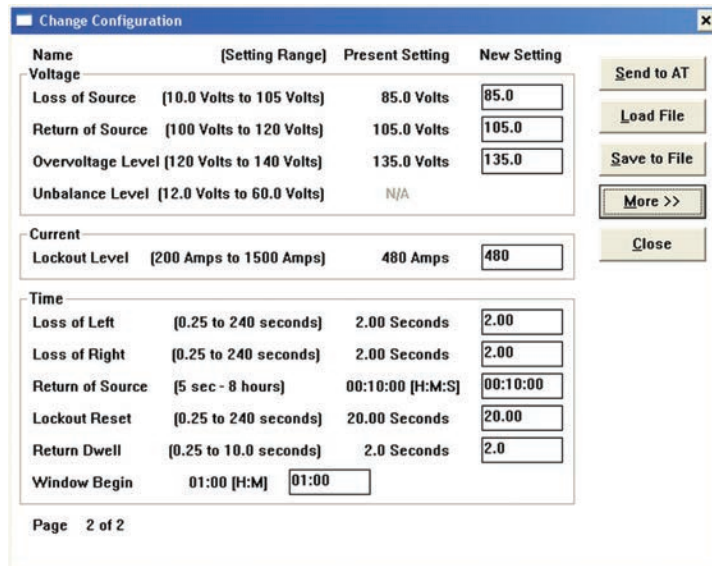 Change Configuration
Name (Setting Range) Present Setting New Setting
Voltage
Loss of Source (10.0 Volts to 105 Volts) 85.0 Volts 85.0
Return of Source (100 Volts to 120 Volts) 105.0 Volts 105.0
Overvoltage Level (120 Volts to 140 Volts) 135.0 Volts 135.0
Unbalance Level (12.0 Volts to 60.0 Volts) N/A
Current
Lockout Level (200 Amps to 1500 Amps) 480 Amps 480
Time
Loss of Left (0.25 to 240 seconds) 2.00 Seconds 2.00
Loss of Right (0.25 to 240 seconds) 2.00 Seconds 2.00
Return of Source (5 sec - 8 hours) 00:10:00 [H:M:S] 00:10:00
Lockout Reset (0.25 to 240 seconds) 20.00 Seconds 20.00
Return Dwell (0.25 to 10.0 seconds) 2.0 Seconds 2.0
Window Begin 01:00 [H:M] 01:00
Page 2 of 2
Send to AT
Load File
Save to File
More >>
Close